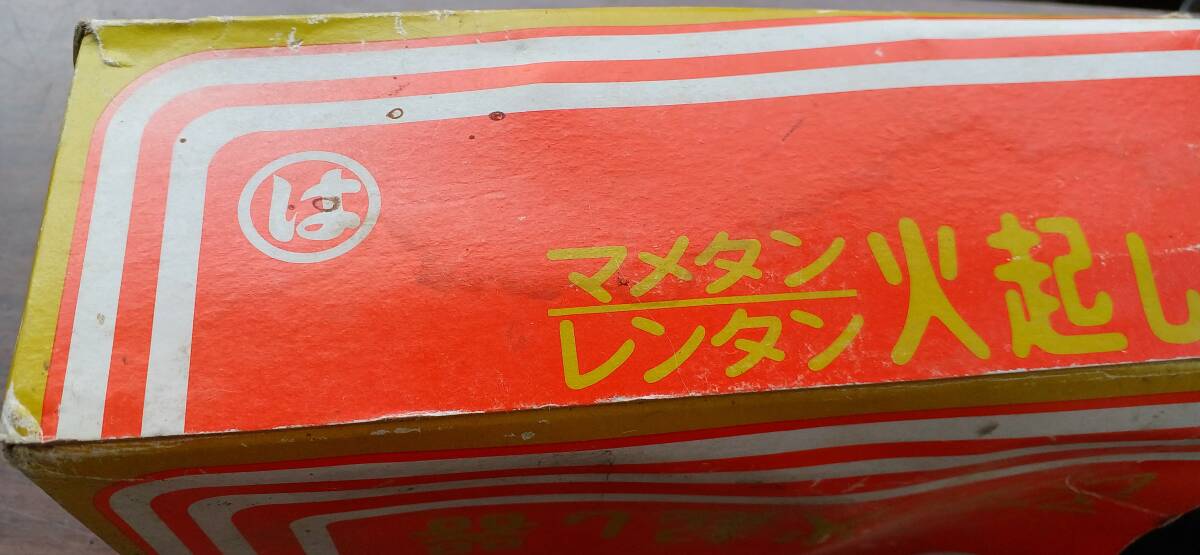 は
マメタン
レンタン
火起し